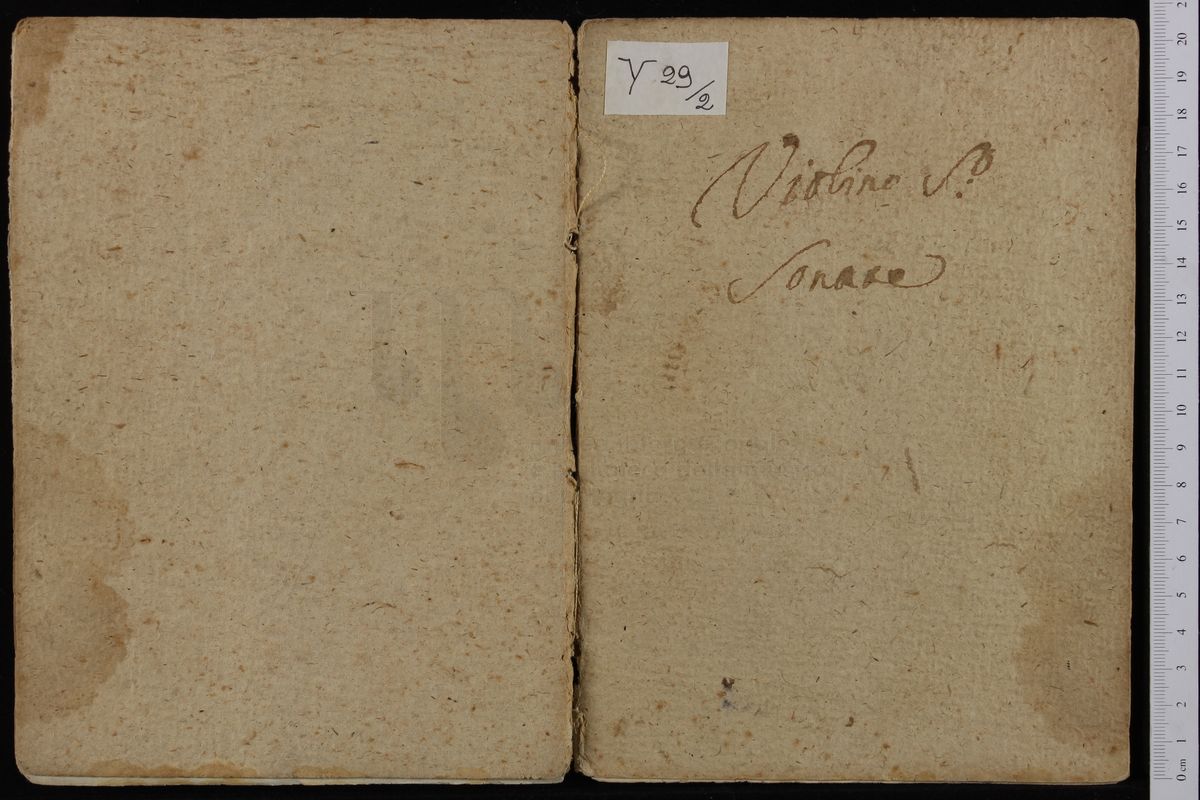 Y 29/2
Violino S.º
Sonate